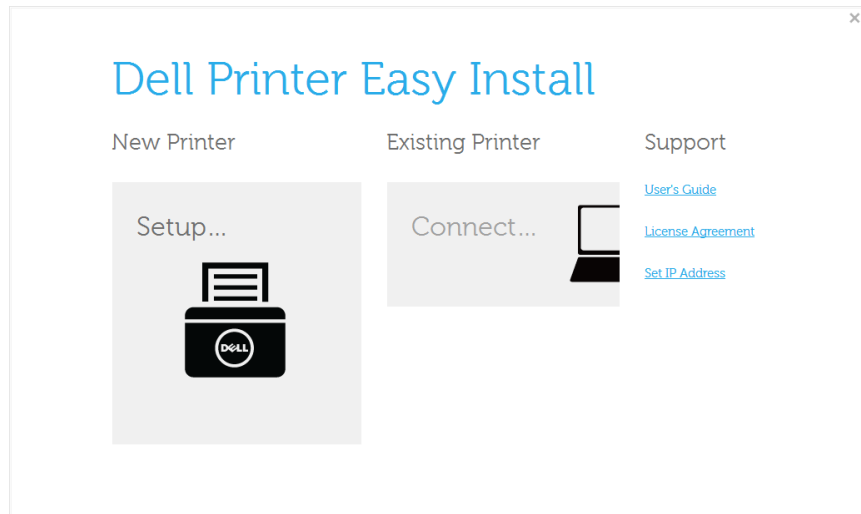 Dell Printer Easy Install
New Printer
Setup...
DELL
Existing Printer
Connect...
Support
User's Guide
License Agreement
Set IP Address